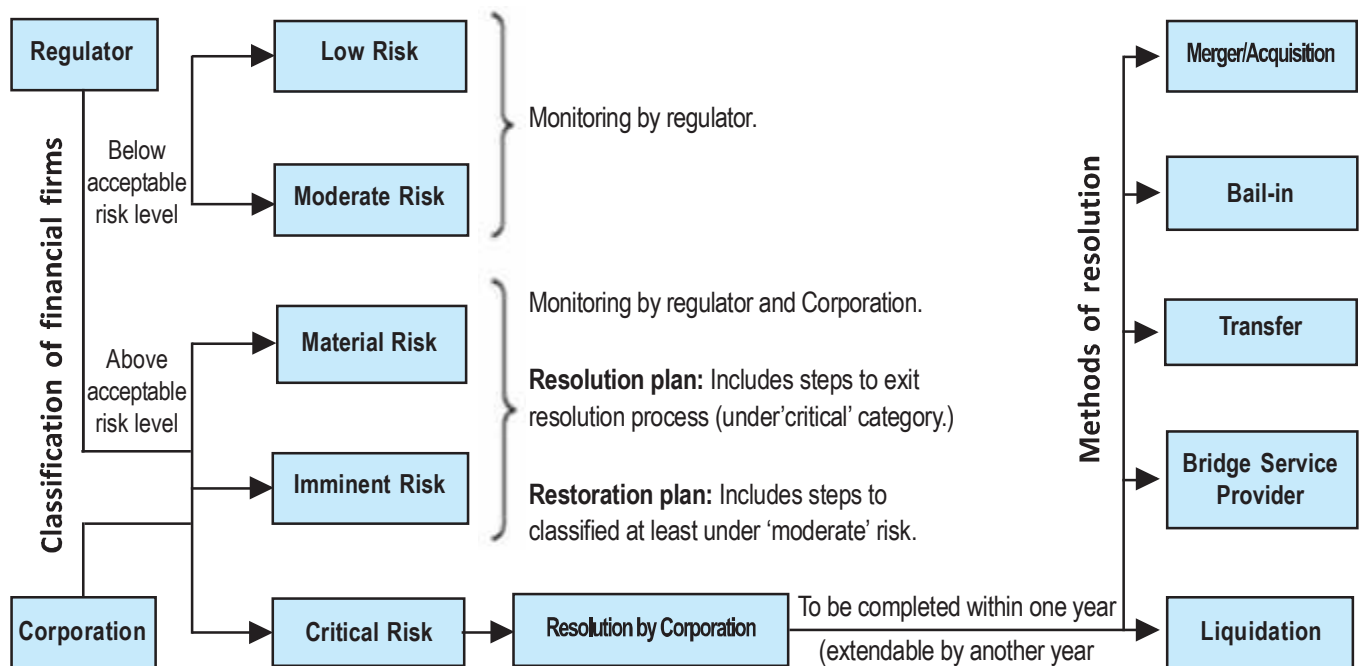 Regulator
Low Risk
Merger/Acquisition
Monitoring by regulator.
Classification of financial firms
Below
acceptable
risk level
Moderate Risk
Methods of resolution
Bail-in
Monitoring by regulator and Corporation.
Material Risk
Transfer
Above
acceptable
risk level
Resolution plan: Includes steps to exit
resolution process (under'critical' category.)
Imminent Risk
Bridge Service
Provider
Restoration plan: Includes steps to
classified at least under ‘moderate’ risk.
Corporation
Critical Risk
Resolution by Corporation
To be completed within one year
(extendable by another year
Liquidation